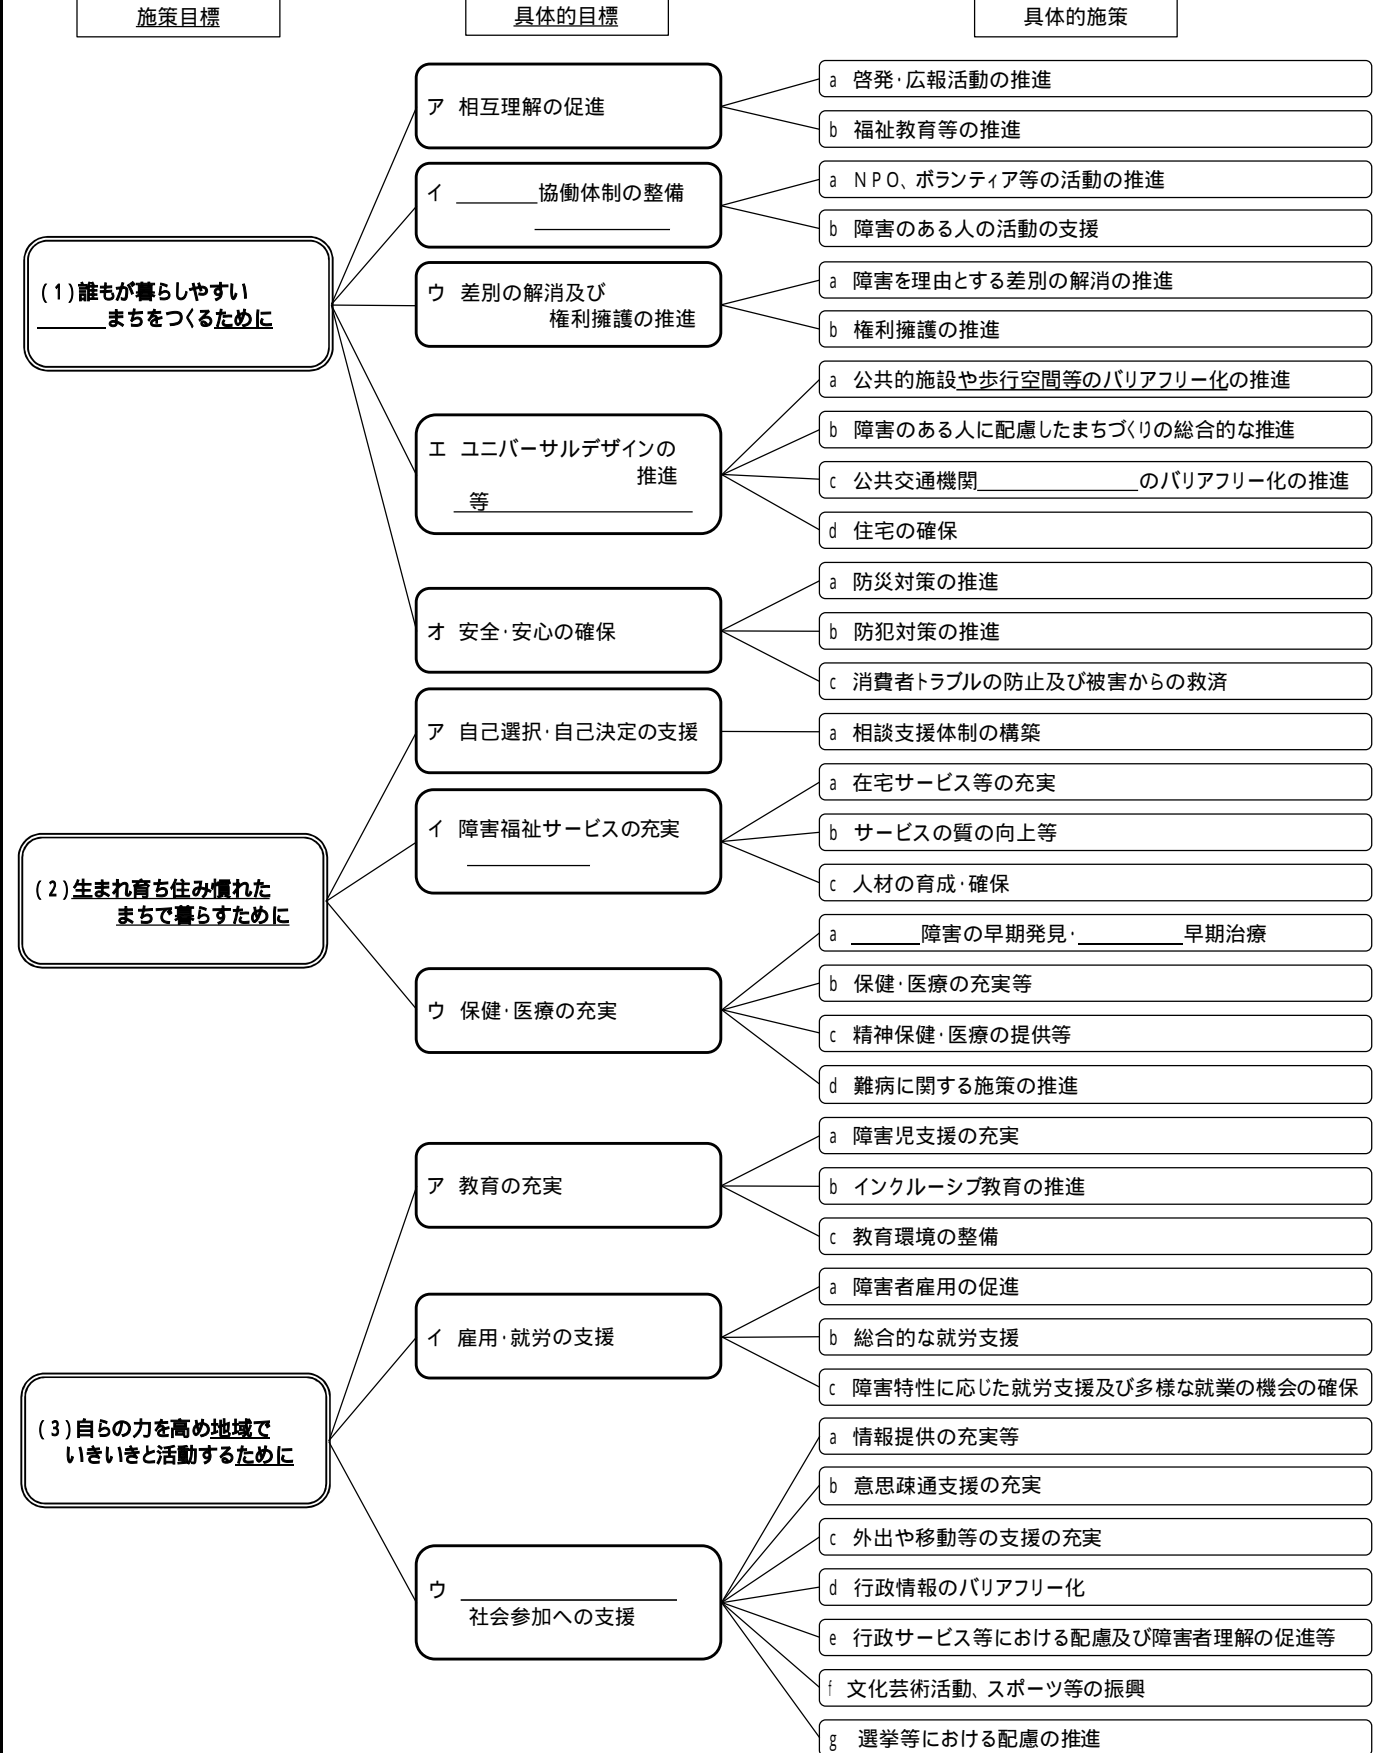 施策目標
具体的目標
具体的施策
(1)誰もが暮らしやすい
まちをつくるために
ア 相互理解の促進
a 啓発・広報活動の推進
b 福祉教育等の推進
イ 協働体制の整備
a NPO、ボランティア等の活動の推進
b 障害のある人の活動の支援
ウ 差別の解消及び
権利擁護の推進
a 障害を理由とする差別の解消の推進
b 権利擁護の推進
エ ユニバーサルデザインの
推進
等
a 公共的施設や歩行空間等のバリアフリー化の推進
b 障害のある人に配慮したまちづくりの総合的な推進
c 公共交通機関 のバリアフリー化の推進
d 住宅の確保
オ 安全・安心の確保
a 防災対策の推進
b 防犯対策の推進
c 消費者トラブルの防止及び被害からの救済
(2)生まれ育ち住み慣れた
まちで暮らすために
ア 自己選択・自己決定の支援
a 相談支援体制の構築
イ 障害福祉サービスの充実
a 在宅サービス等の充実
b サービスの質の向上等
c 人材の育成・確保
ウ 保健・医療の充実
a 障害の早期発見・ 早期治療
b 保健・医療の充実等
c 精神保健・医療の提供等
d 難病に関する施策の推進
(3)自らの力を高め地域で
いきいきと活動するために
ア 教育の充実
a 障害児支援の充実
b インクルーシブ教育の推進
c 教育環境の整備
イ 雇用・就労の支援
a 障害者雇用の促進
b 総合的な就労支援
c 障害特性に応じた就労支援及び多様な就業の機会の確保
ウ
社会参加への支援
a 情報提供の充実等
b 意思疎通支援の充実
c 外出や移動等の支援の充実
d 行政情報のバリアフリー化
e 行政サービス等における配慮及び障害者理解の促進等
f 文化芸術活動、スポーツ等の振興
g 選挙等における配慮の推進